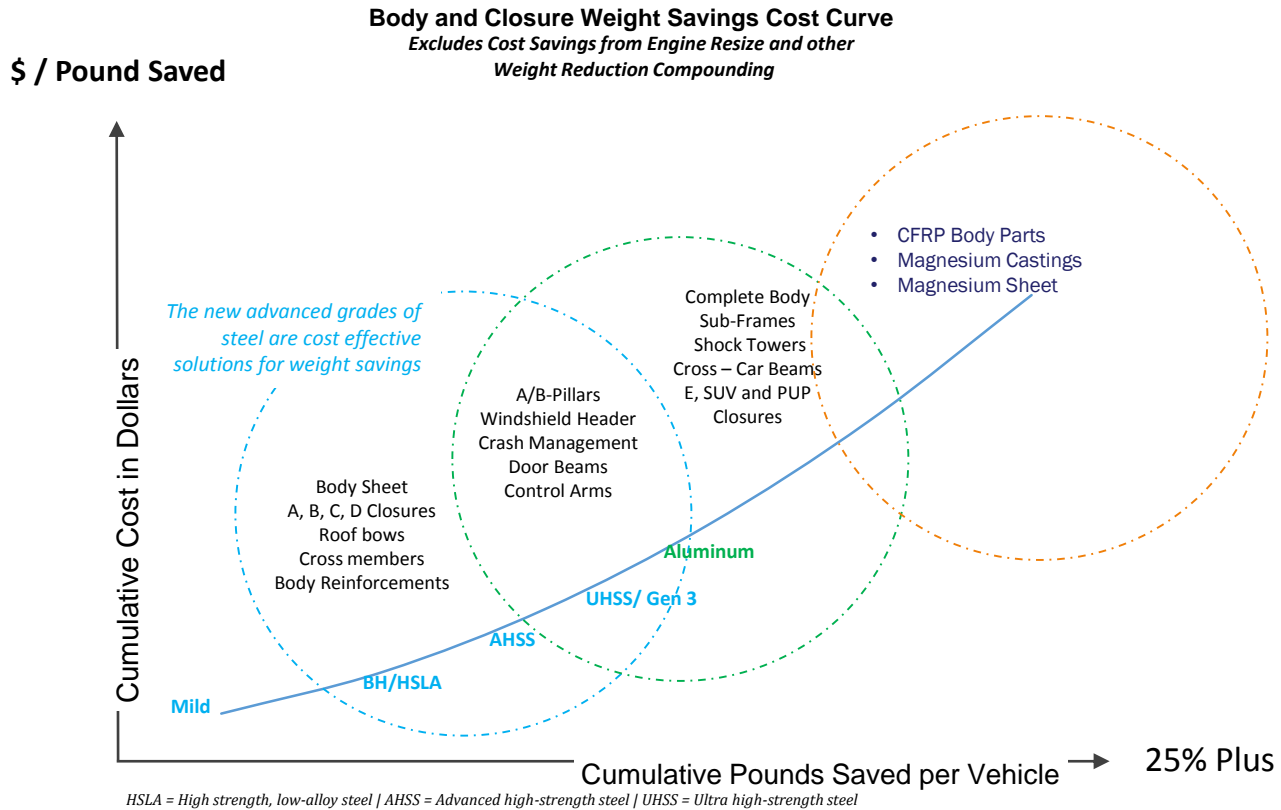 Body and Closure Weight Savings Cost Curve
Excludes Cost Savings from Engine Resize and other
Weight Reduction Compounding
$ / Pound Saved
Cumulative Cost in Dollars
The new advanced grades of
steel are cost effective
solutions for weight savings
Body Sheet
A, B, C, D Closures
Roof bows
Cross members
Body Reinforcements
A/B-Pillars
Windshield Header
Crash Management
Door Beams
Control Arms
Complete Body
Sub-Frames
Shock Towers
Cross – Car Beams
E, SUV and PUP
Closures
• CFRP Body Parts
• Magnesium Castings
• Magnesium Sheet
Mild
BH/HSLA
AHSS
UHSS/ Gen 3
Aluminum
Cumulative Pounds Saved per Vehicle
25% Plus
HSLA = High strength, low-alloy steel | AHSS = Advanced high-strength steel | UHSS = Ultra high-strength steel